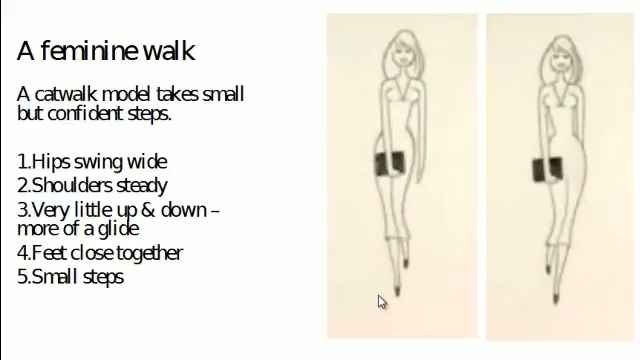 A feminine walk
A catwalk model takes small
but confident steps.
1.Hips swing wide
2.Shoulders steady
3.Very little up & down –
more of a glide
4.Feet close together
5.Small steps